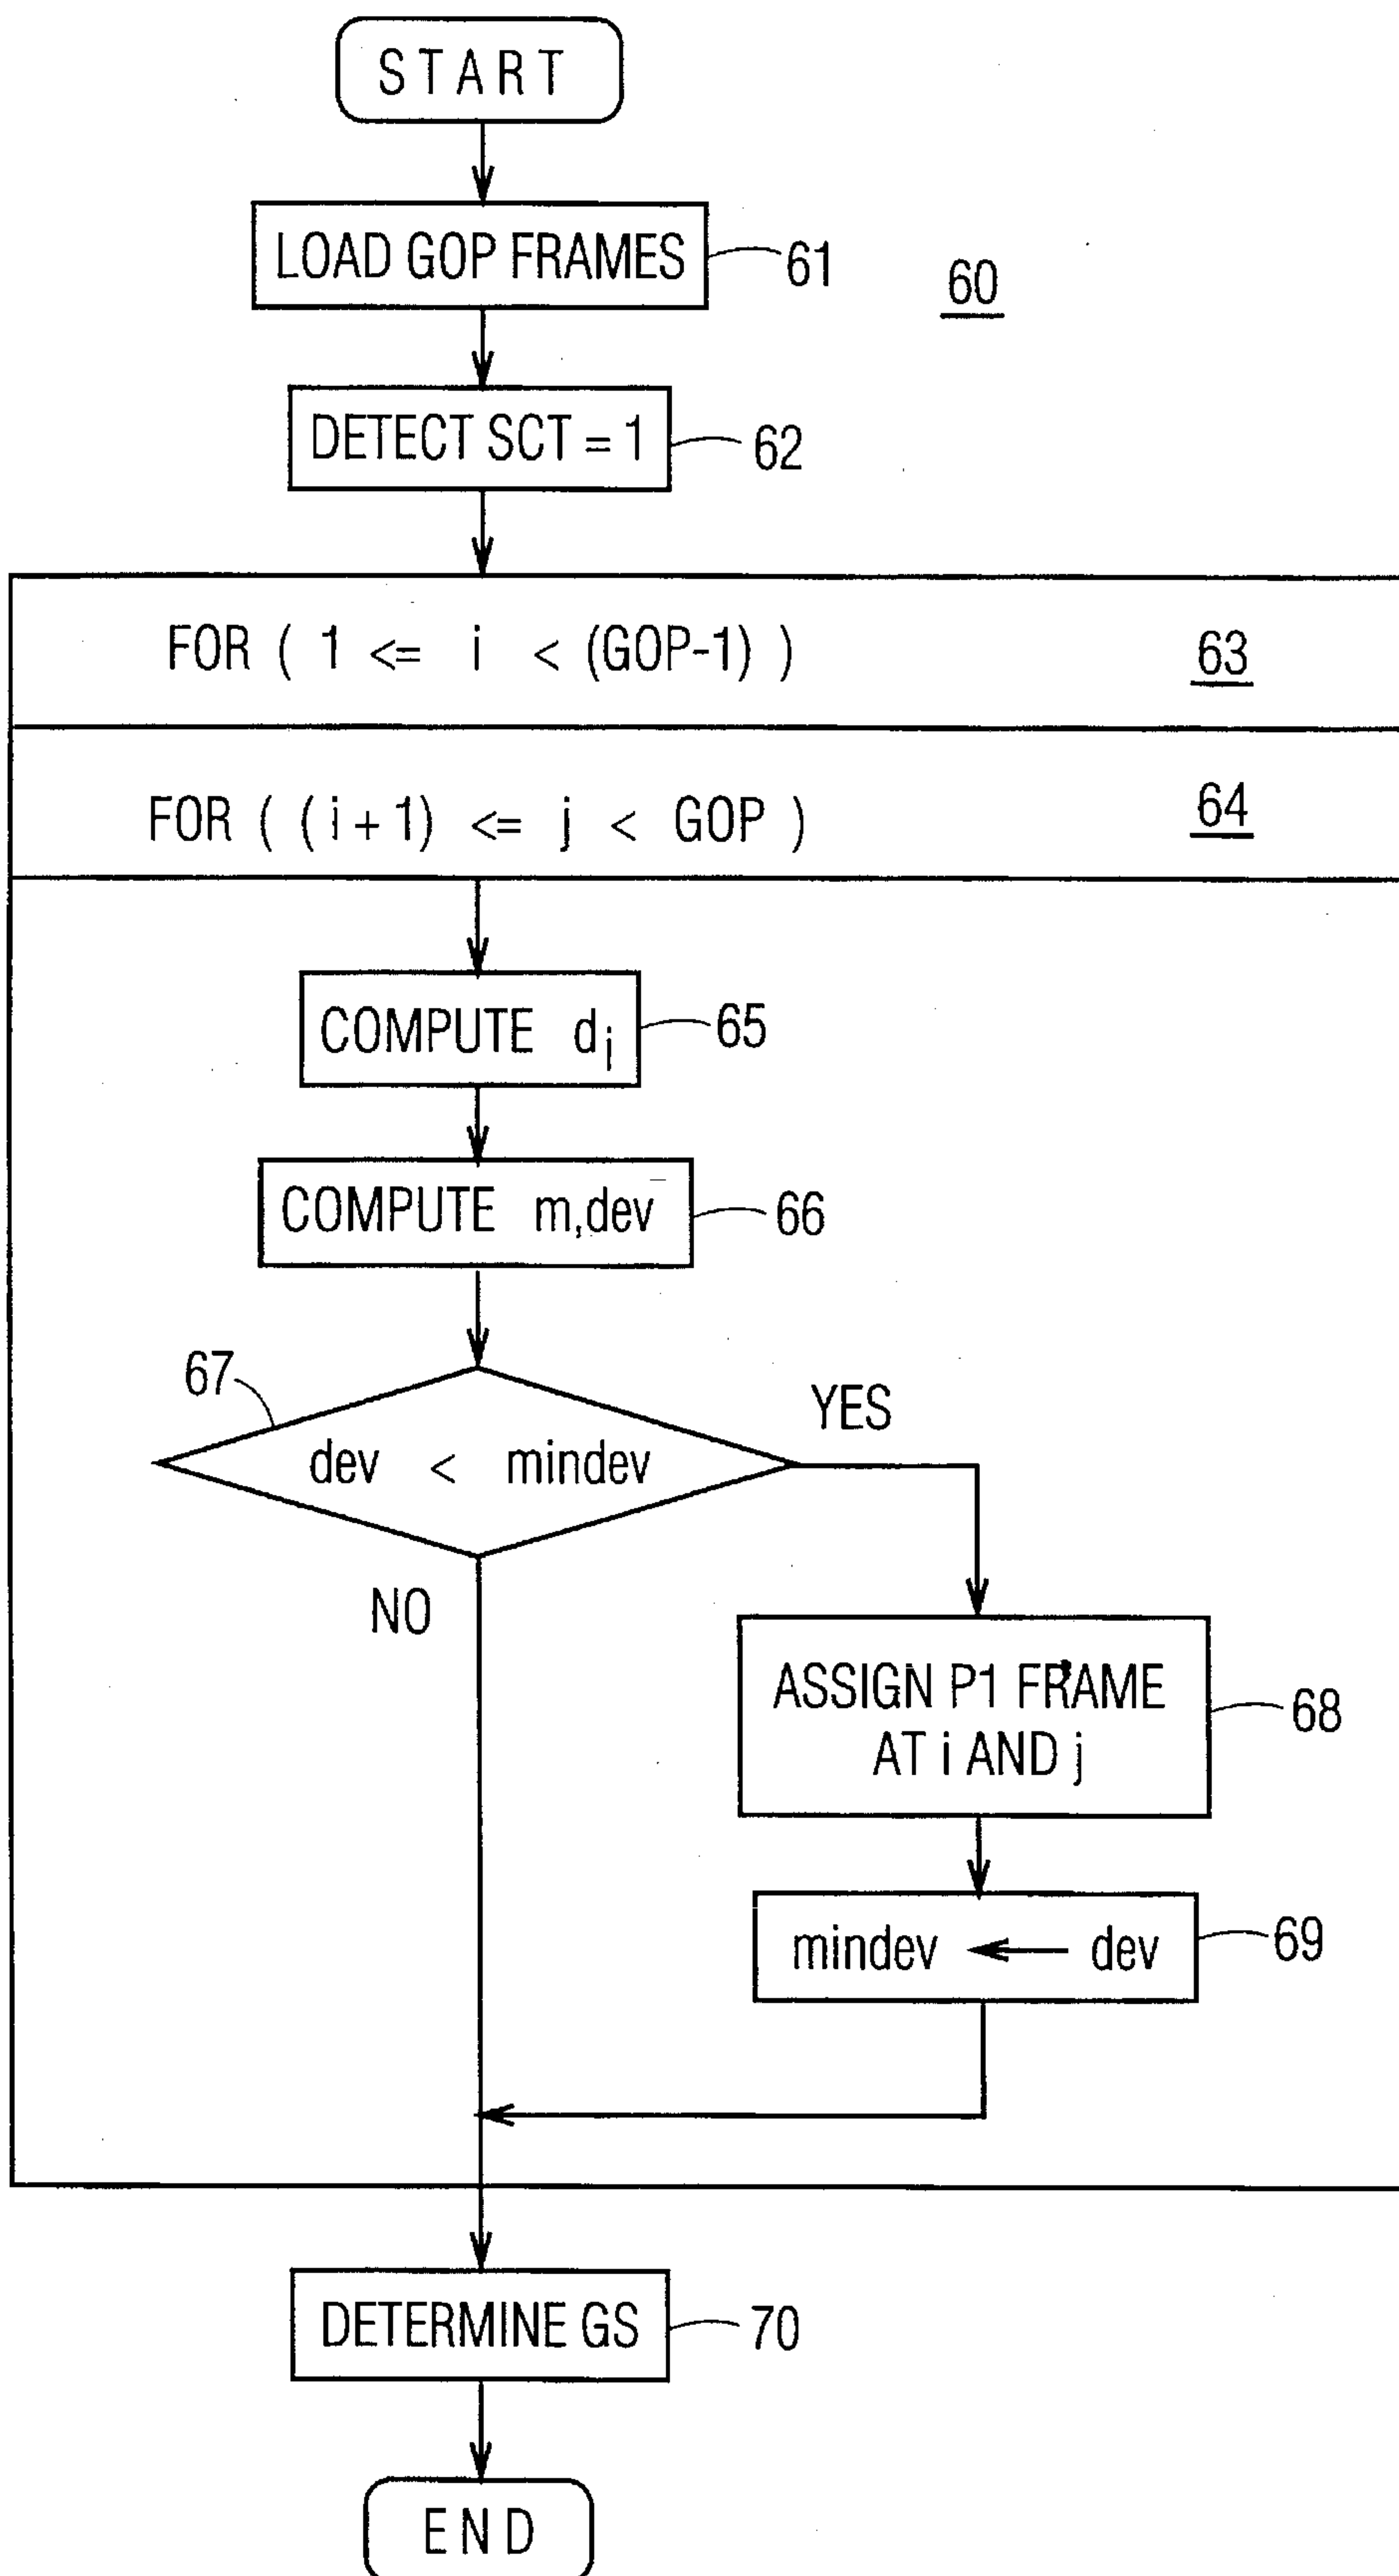 START
LOAD GOP FRAMES
61
60
DETECT SCT = 1
62
FOR ( 1 <= i < (GOP-1) )
63
FOR ( (i + 1) <= j < GOP )
64
COMPUTE di
65
COMPUTE m,dev
66
67
dev < mindev
YES
NO
ASSIGN P1 FRAME
AT i AND j
68
mindev ← dev
69
DETERMINE GS
70
END